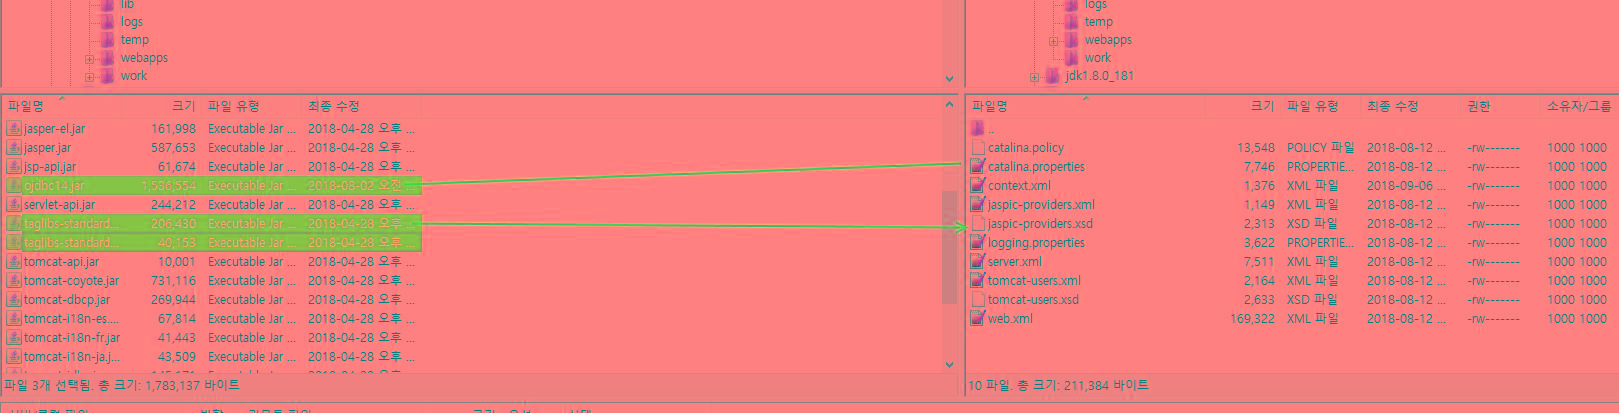 lib
logs
temp
webapps
work
파일명 크기 파일 유형 최종 수정
jasper-el.jar 161,998 Executable Jar ... 2018-04-28 오후 ...
jasper.jar 587,653 Executable Jar ... 2018-04-28 오후 ...
jsp-api.jar 61,674 Executable Jar ... 2018-04-28 오후 ...
ojdbc14.jar 1,536,554 Executable Jar ... 2018-08-02 오전 ...
servlet-api.jar 244,212 Executable Jar ... 2018-04-28 오후 ...
taglibs-standard... 206,430 Executable Jar ... 2018-04-28 오후 ...
taglibs-standard... 40,153 Executable Jar ... 2018-04-28 오후 ...
tomcat-api.jar 10,001 Executable Jar ... 2018-04-28 오후 ...
tomcat-coyote.jar 731,116 Executable Jar ... 2018-04-28 오후 ...
tomcat-dbcp.jar 269,944 Executable Jar ... 2018-04-28 오후 ...
tomcat-i18n-es.... 67,814 Executable Jar ... 2018-04-28 오후 ...
tomcat-i18n-fr.jar 41,443 Executable Jar ... 2018-04-28 오후 ...
tomcat-i18n-ja.j... 43,509 Executable Jar ... 2018-04-28 오후 ...
파일 3개 선택됨. 총 크기: 1,783,137 바이트
logs
temp
webapps
work
jdk1.8.0_181
파일명 크기 파일 유형 최종 수정 권한 소유자/그룹
..
catalina.policy 13,548 POLICY 파일 2018-08-12 ... -rw------- 1000 1000
catalina.properties 7,746 PROPERTIE... 2018-08-12 ... -rw------- 1000 1000
context.xml 1,376 XML 파일 2018-09-06 ... -rw------- 1000 1000
jaspic-providers.xml 1,149 XML 파일 2018-08-12 ... -rw------- 1000 1000
jaspic-providers.xsd 2,313 XSD 파일 2018-08-12 ... -rw------- 1000 1000
logging.properties 3,622 PROPERTIE... 2018-08-12 ... -rw------- 1000 1000
server.xml 7,511 XML 파일 2018-08-12 ... -rw------- 1000 1000
tomcat-users.xml 2,164 XML 파일 2018-08-12 ... -rw------- 1000 1000
tomcat-users.xsd 2,633 XSD 파일 2018-08-12 ... -rw------- 1000 1000
web.xml 169,322 XML 파일 2018-08-12 ... -rw------- 1000 1000
10 파일. 총 크기: 211,384 바이트